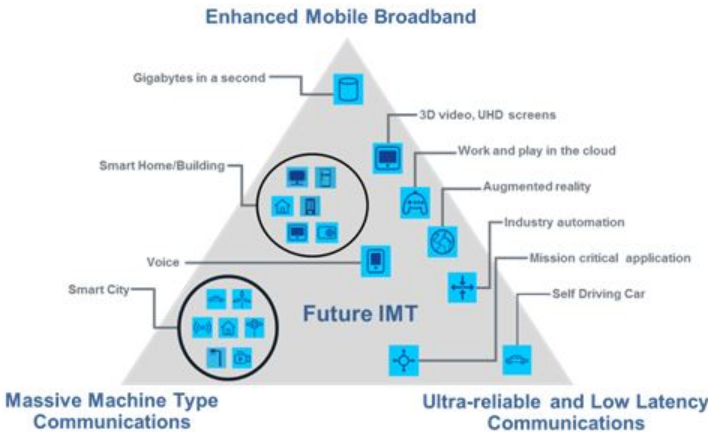 Enhanced Mobile Broadband
Gigabytes in a second
3D video, UHD screens
Smart Home/Building
Work and play in the cloud
Augmented reality
Industry automation
Voice
Mission critical application
Smart City
Self Driving Car
Future IMT
Massive Machine Type
Communications
Ultra-reliable and Low Latency
Communications